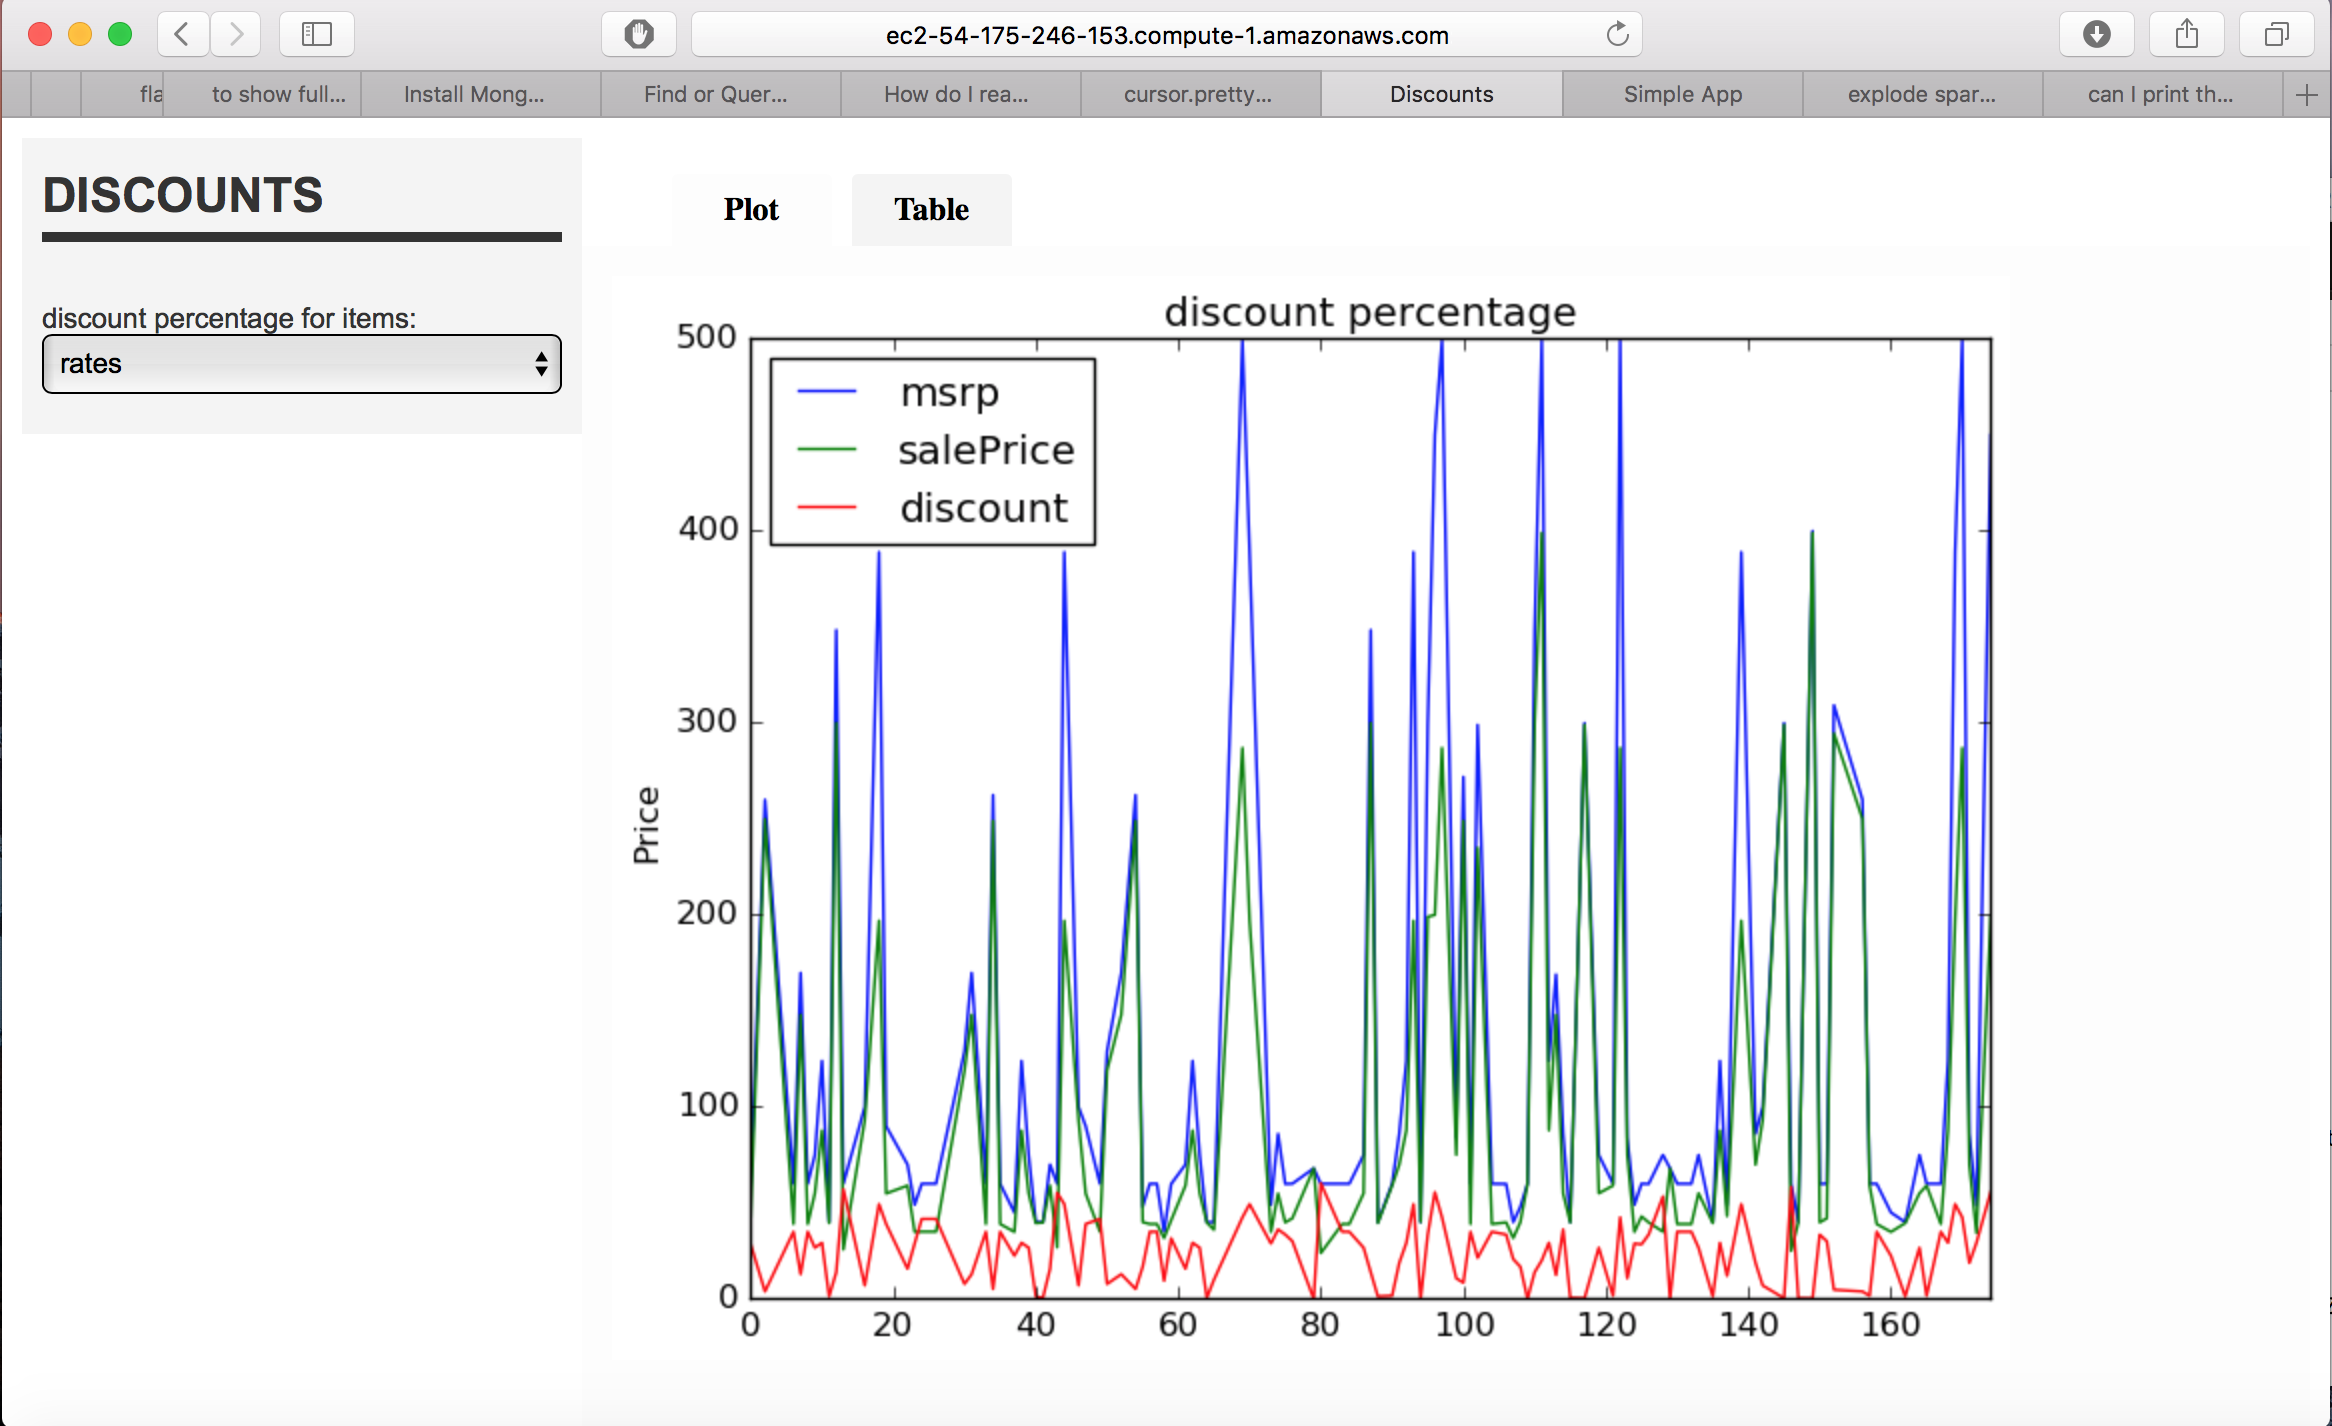 ec2-54-175-246-153.compute-1.amazonaws.com
fla
to show full...
Install Mong...
Find or Quer...
How do I rea...
cursor.pretty...
Discounts
Simple App
explode spar...
can I print th...
DISCOUNTS
discount percentage for items:
rates
Plot
Table
discount percentage
msrp
salePrice
discount
Price
500
400
300
200
100
0
0 20 40 60 80 100 120 140 160